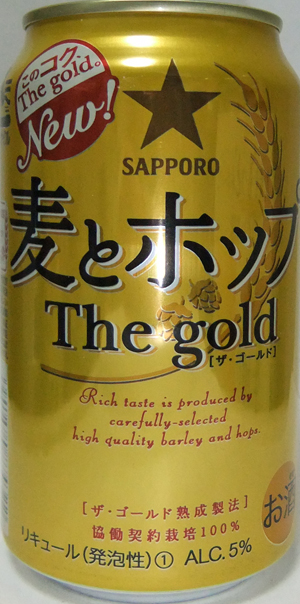 このコク、
The gold。
New!
SAPPORO
麦とホップ
The gold
[ザ・ゴールド]
Rich taste is produced by
carefully-selected
high quality barley and hops.
[ザ・ゴールド熟成製法]
協働契約栽培100%
お酒
リキュール(発泡性)① ALC.5%